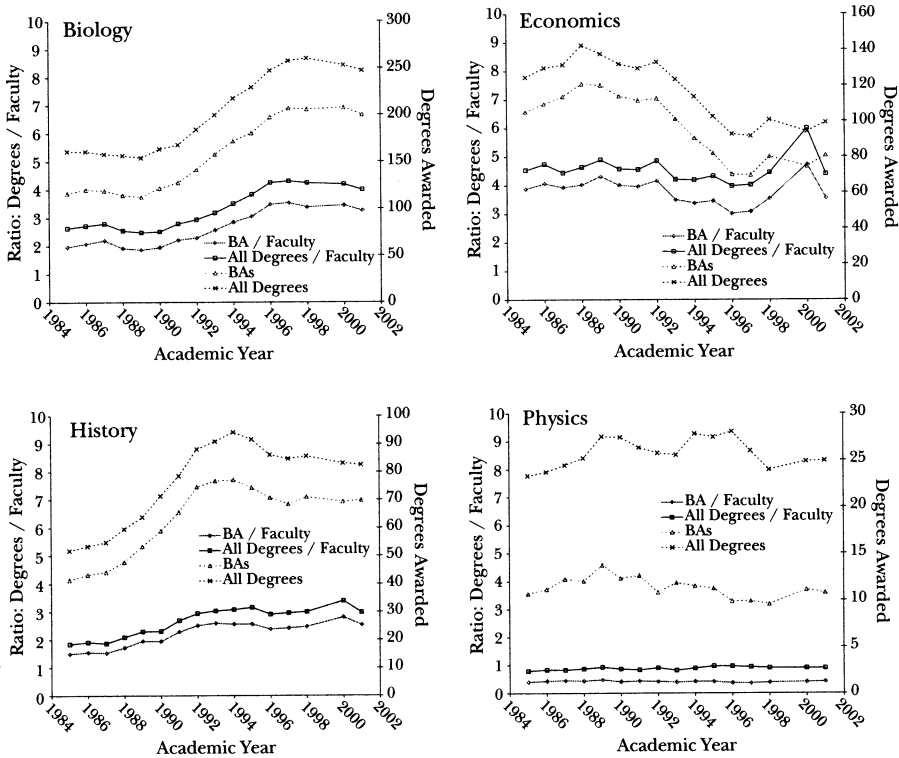 Biology
Ratio: Degrees / Faculty
10
9
8
7
6
5
4
3
2
1
0
300
250
200
150
100
50
0
Degrees Awarded
BA / Faculty
All Degrees / Faculty
BAs
All Degrees
1984 1986 1988 1990 1992 1994 1996 1998 2000 2002
Academic Year
Economics
Ratio: Degrees / Faculty
10
9
8
7
6
5
4
3
2
1
0
160
140
120
100
80
60
40
20
0
Degrees Awarded
BA / Faculty
All Degrees / Faculty
BAs
All Degrees
1984 1986 1988 1990 1992 1994 1996 1998 2000 2002
Academic Year
History
Ratio: Degrees / Faculty
10
9
8
7
6
5
4
3
2
1
0
100
90
80
70
60
50
40
30
20
10
0
Degrees Awarded
BA / Faculty
All Degrees / Faculty
BAs
All Degrees
1984 1986 1988 1990 1992 1994 1996 1998 2000 2002
Academic Year
Physics
Ratio: Degrees / Faculty
10
9
8
7
6
5
4
3
2
1
0
30
25
20
15
10
5
0
Degrees Awarded
BA / Faculty
All Degrees / Faculty
BAs
All Degrees
1984 1986 1988 1990 1992 1994 1996 1998 2000 2002
Academic Year